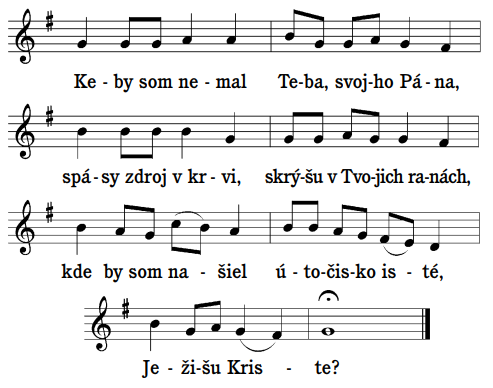 Ke - by som ne - mal Te - ba, svoj - ho Pá - na,
spá - sy zdroj v kr - vi, skrý - šu v Tvo - jich ra - nách,
kde by som na - šiel ú - to - čis - ko is - té,
Je - ži - šu Kris - te?